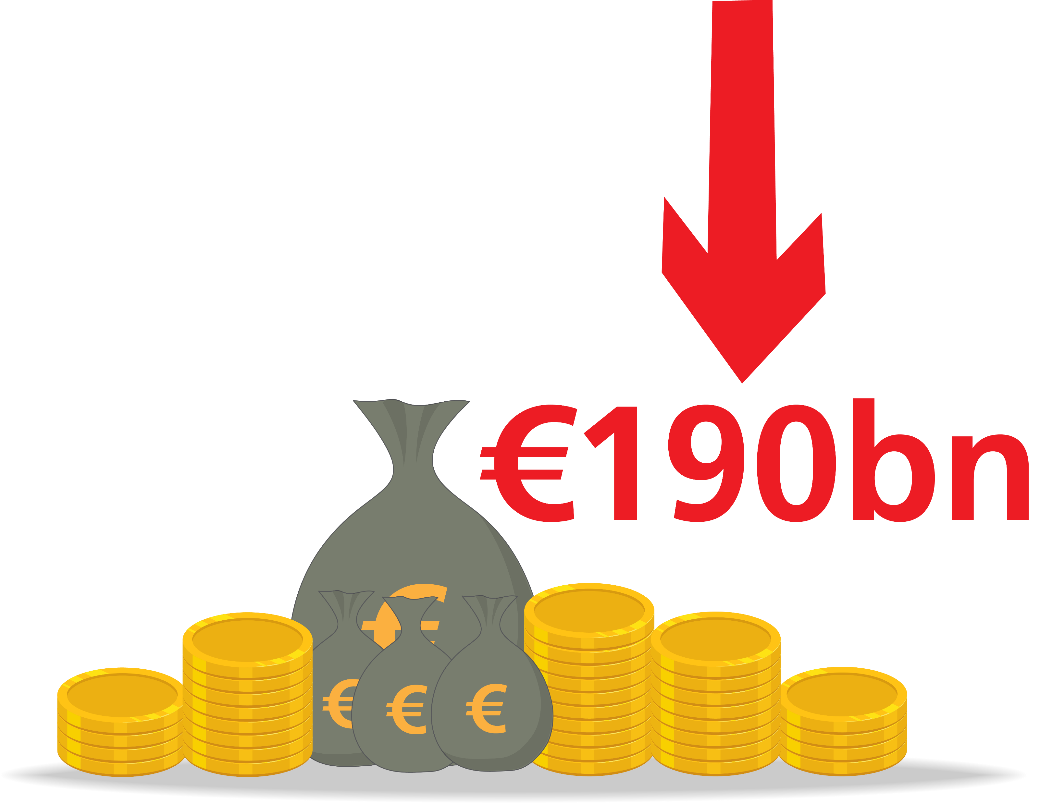 €190bn
€
€ € €